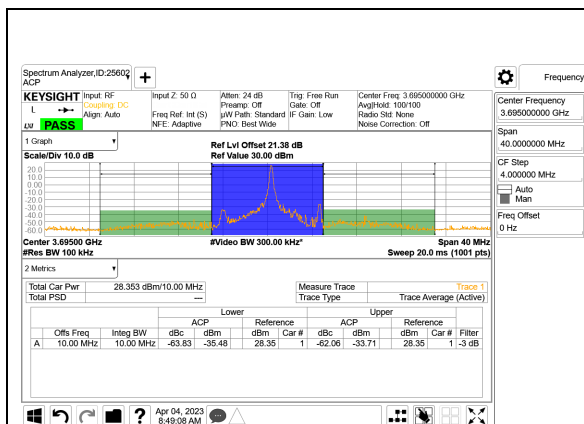 Spectrum Analyzer,ID:25602
ACP
Frequency
KEYSIGHT
PASS
Input: RF
Coupling: DC
Align: Auto
Input Z: 50 Ω
Freq Ref: Int (S)
NFE: Adaptive
Atten: 24 dB
Preamp: Off
µW Path: Standard
PNO: Best Wide
Trig: Free Run
Gate: Off
IF Gain: Low
Center Freq: 3.695000000 GHz
Avg|Hold: 100/100
Radio Std: None
Noise Correction: Off
Center Frequency
3.695000000 GHz
Span
40.0000000 MHz
CF Step
4.000000 MHz
Auto
Man
Freq Offset
0 Hz
1 Graph
Scale/Div 10.0 dB
Ref Lvl Offset 21.38 dB
Ref Value 30.00 dBm
20.0
10.0
0.00
-10.0
-20.0
-30.0
-40.0
-50.0
-60.0
Center 3.69500 GHz
#Video BW 300.00 kHz*
Span 40 MHz
#Res BW 100 kHz
Sweep 20.0 ms (1001 pts)
2 Metrics
Total Car Pwr 28.353 dBm/10.00 MHz
Total PSD ---
Measure Trace Trace 1
Trace Type Trace Average (Active)
Lower Upper
ACP Reference ACP Reference
Offs Freq Integ BW dBc dBm dBm Car # dBc dBm dBm Car # Filter
A 10.00 MHz 10.00 MHz -63.83 -35.48 28.35 1 -62.06 -33.71 28.35 1 -3 dB
?
Apr 04, 2023
8:49:08 AM